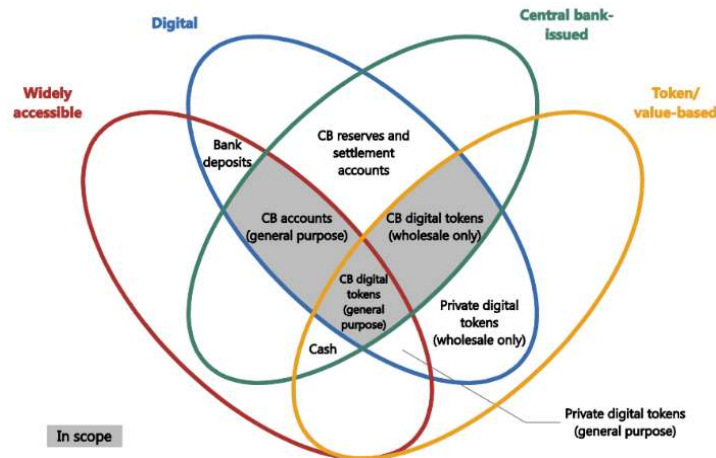 Digital
Central bank-
issued
Widely
accessible
Token/
value-based
Bank
deposits
CB reserves and
settlement
accounts
CB accounts
(general purpose)
CB digital tokens
(wholesale only)
CB digital
tokens
(general
purpose)
Private digital
tokens
(wholesale only)
Cash
Private digital tokens
(general purpose)
In scope